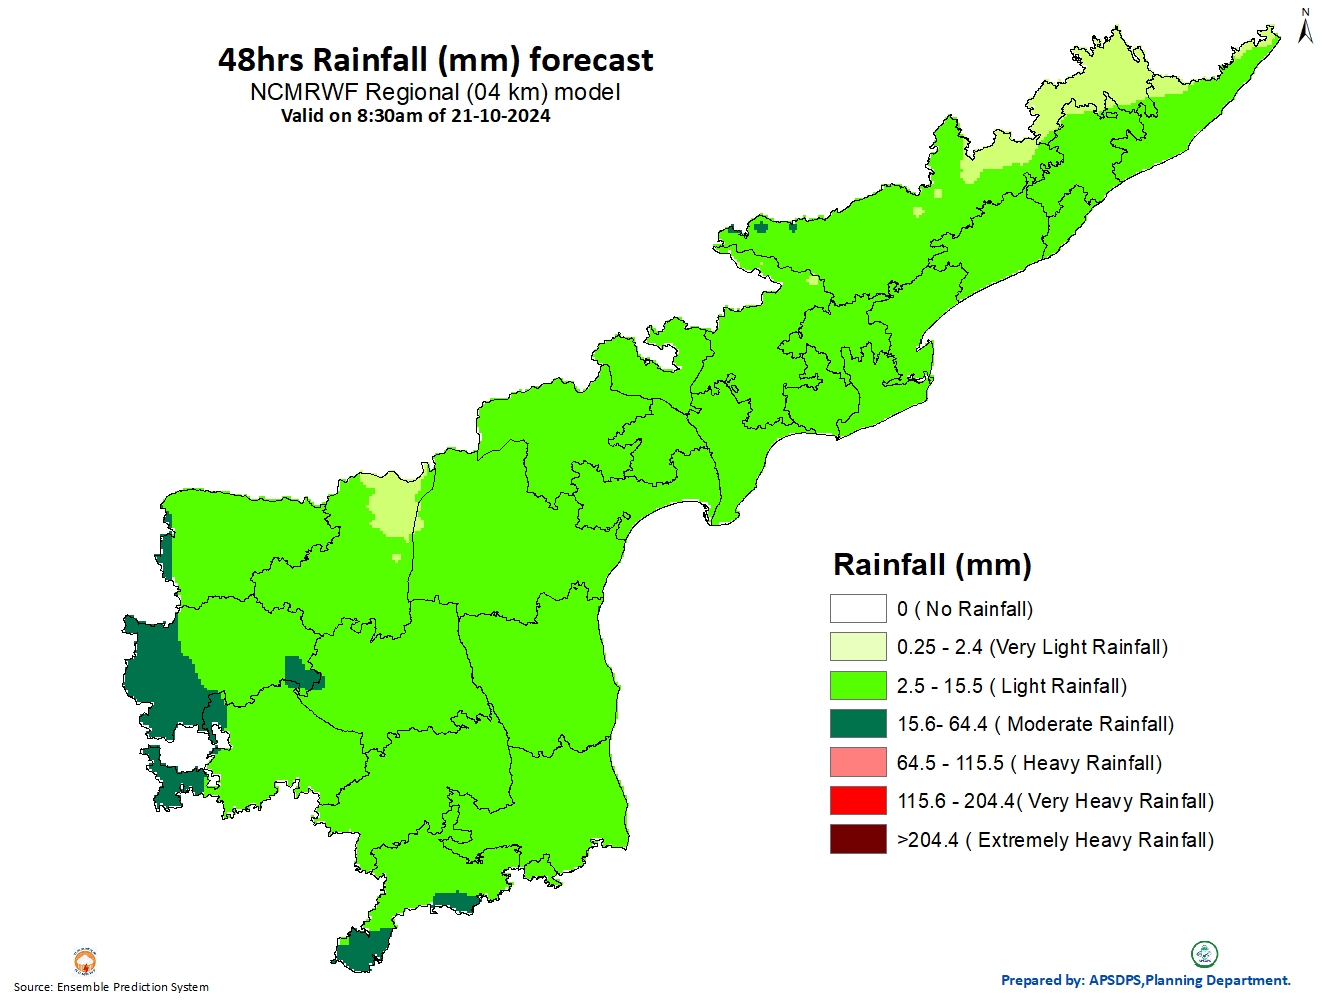 48hrs Rainfall (mm) forecast
NCMRWF Regional (04 km) model
Valid on 8:30am of 21-10-2024
N
Rainfall (mm)
0 ( No Rainfall)
0.25 - 2.4 (Very Light Rainfall)
2.5 - 15.5 ( Light Rainfall)
15.6- 64.4 ( Moderate Rainfall)
64.5 - 115.5 ( Heavy Rainfall)
115.6 - 204.4( Very Heavy Rainfall)
>204.4 ( Extremely Heavy Rainfall)
Source: Ensemble Prediction System
Prepared by: APSDPS,Planning Department.